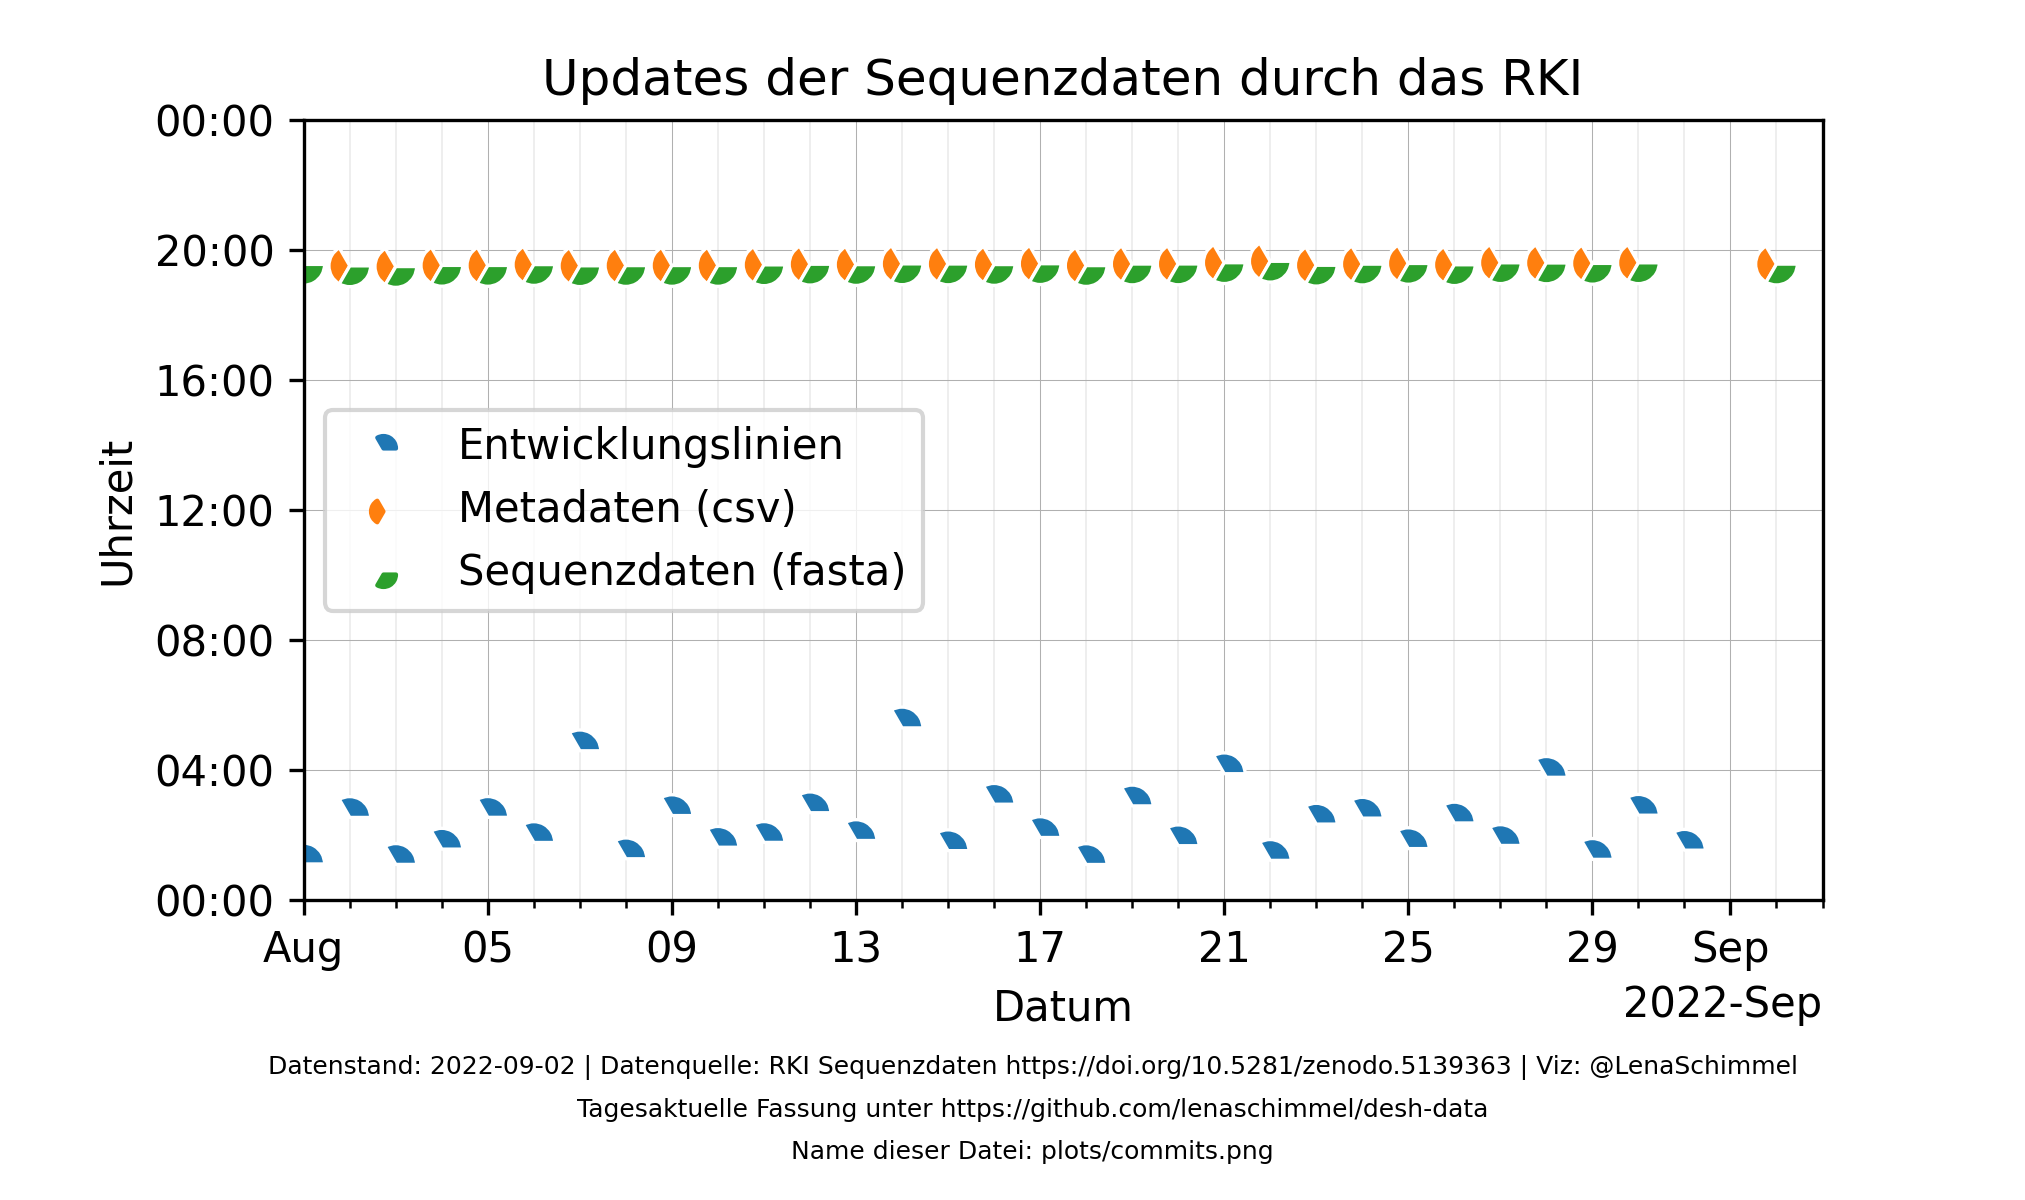 Updates der Sequenzdaten durch das RKI
00:00
20:00
16:00
12:00
08:00
04:00
00:00
Uhrzeit
Entwicklungslinien
Metadaten (csv)
Sequenzdaten (fasta)
Aug 05 09 13 17 21 25 29 Sep
2022-Sep
Datum
Datenstand: 2022-09-02 | Datenquelle: RKI Sequenzdaten https://doi.org/10.5281/zenodo.5139363 | Viz: @LenaSchimmel
Tagesaktuelle Fassung unter https://github.com/lenaschimmel/desh-data
Name dieser Datei: plots/commits.png